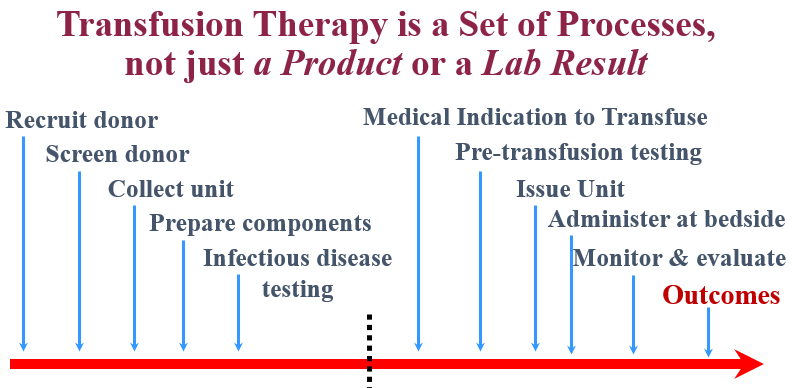 Transfusion Therapy is a Set of Processes,
not just a Product or a Lab Result
Recruit donor
Screen donor
Collect unit
Prepare components
Infectious disease
testing
Medical Indication to Transfuse
Pre-transfusion testing
Issue Unit
Administer at bedside
Monitor & evaluate
Outcomes